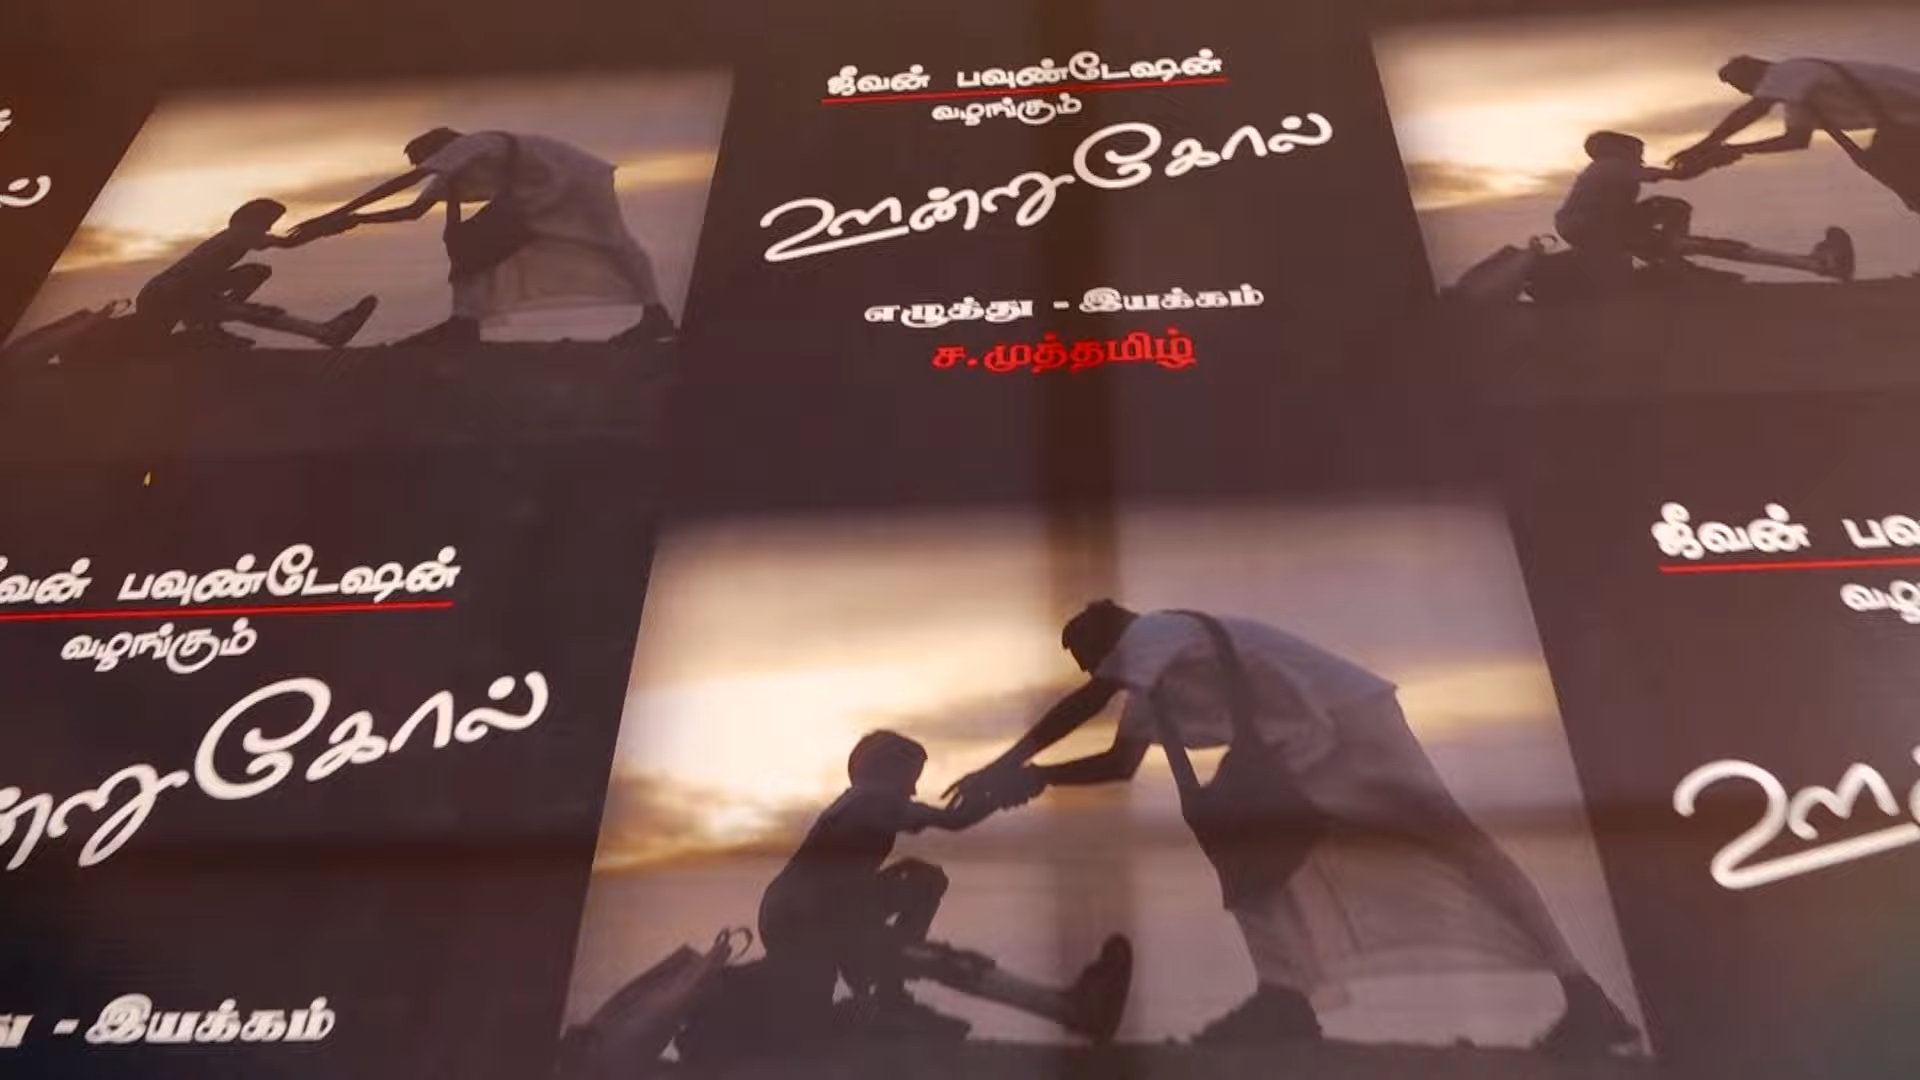 ஜீவன் பவுண்டேஷன்
வழங்கும்
ஊன்றுகோல்
எழுத்து - இயக்கம்
ச.முத்தமிழ்
பவுண்டேஷன்
வழங்கும்
- இயக்கம்
ஜீவன்